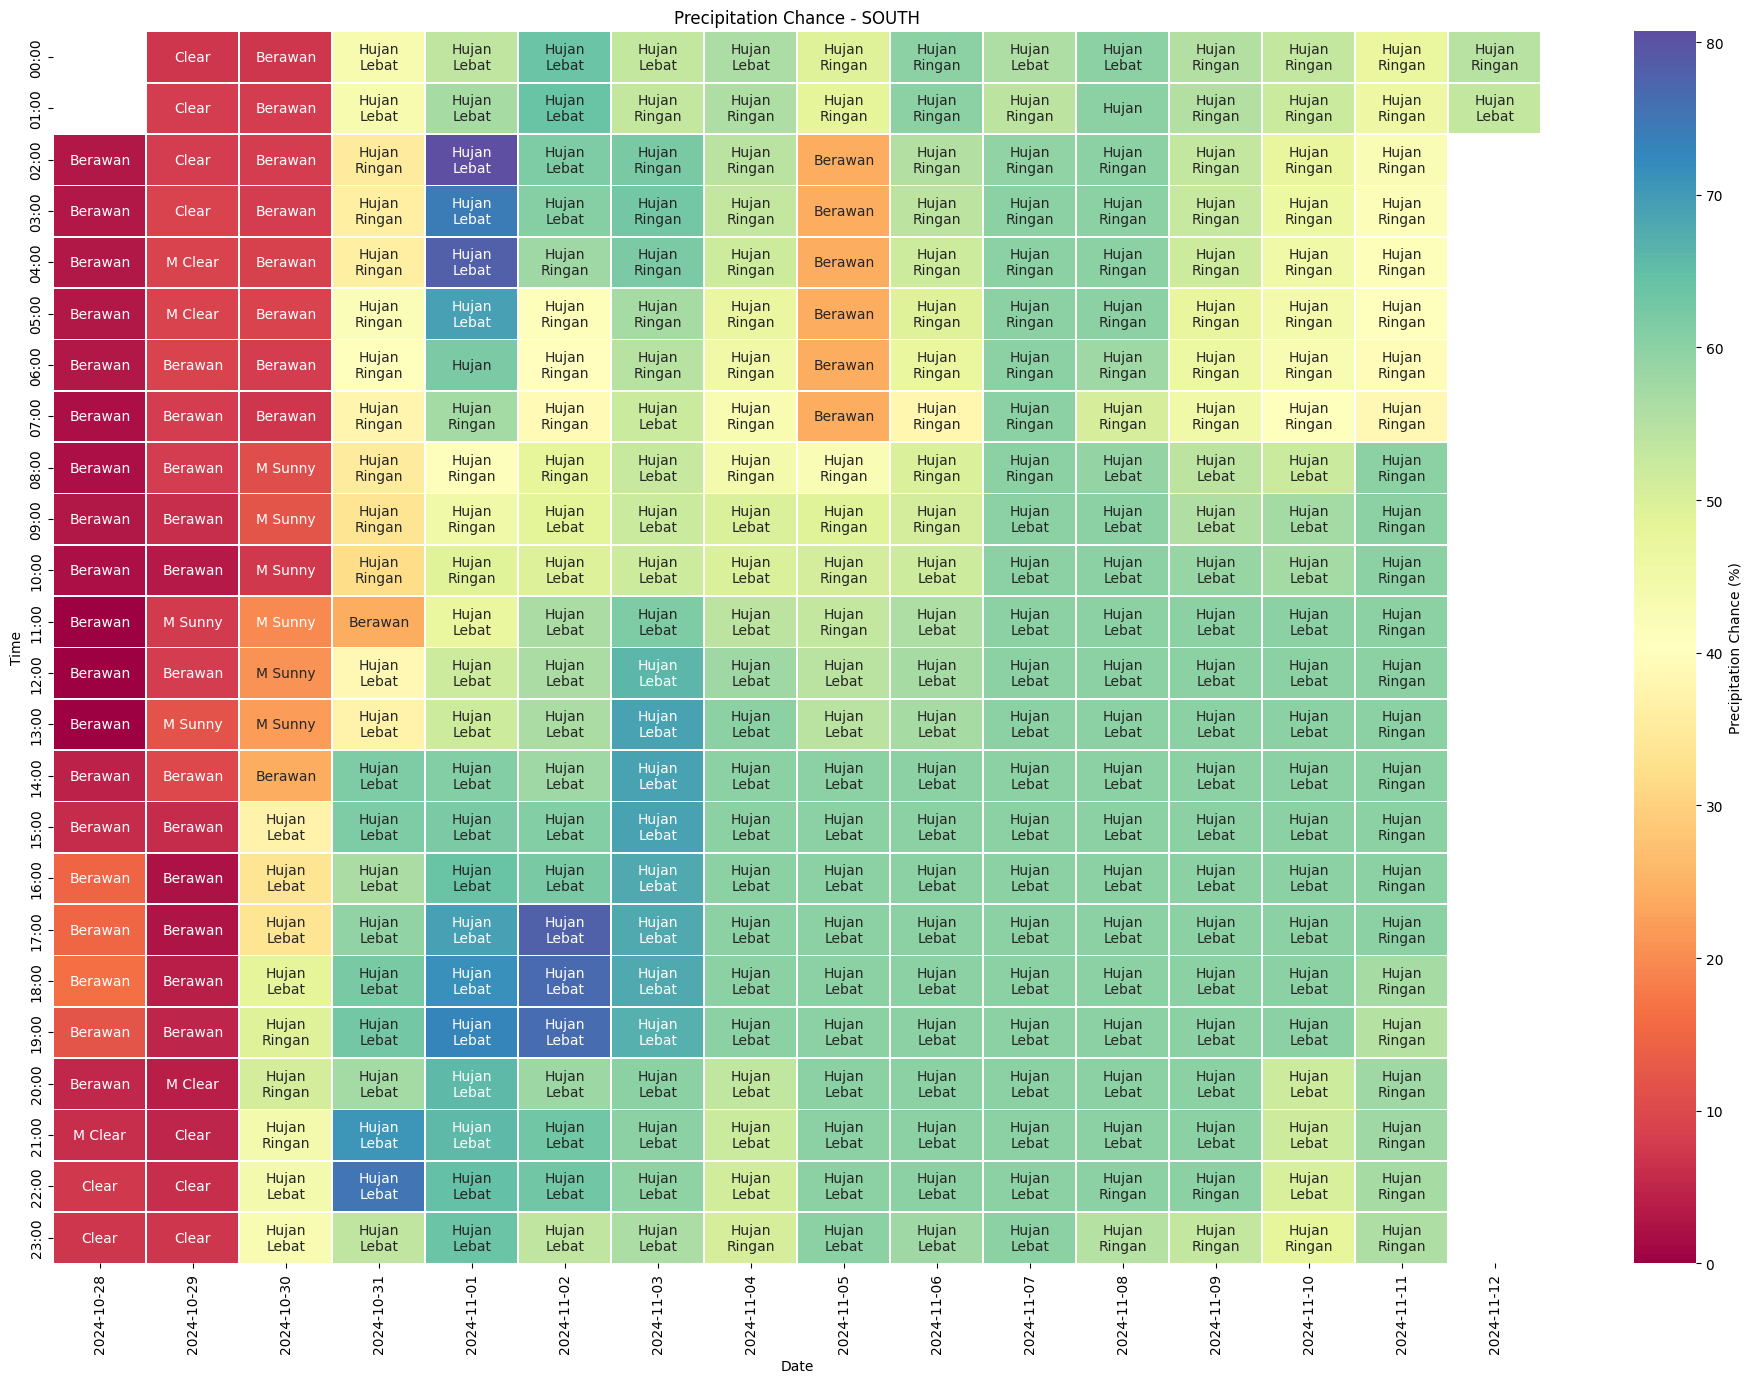 Precipitation Chance - SOUTH
Time
00:00 Clear Berawan Hujan Lebat Hujan Lebat Hujan Lebat Hujan Lebat Hujan Lebat Hujan Ringan Hujan Ringan Hujan Lebat Hujan Lebat Hujan Ringan Hujan Ringan Hujan Ringan Hujan Ringan
01:00 Clear Berawan Hujan Lebat Hujan Lebat Hujan Lebat Hujan Ringan Hujan Ringan Hujan Ringan Hujan Ringan Hujan Ringan Hujan Hujan Ringan Hujan Ringan Hujan Ringan Hujan Lebat
02:00 Berawan Clear Berawan Hujan Ringan Hujan Lebat Hujan Lebat Hujan Ringan Hujan Ringan Berawan Hujan Ringan Hujan Ringan Hujan Ringan Hujan Ringan Hujan Ringan Hujan Ringan
03:00 Berawan Clear Berawan Hujan Ringan Hujan Lebat Hujan Lebat Hujan Ringan Hujan Ringan Berawan Hujan Ringan Hujan Ringan Hujan Ringan Hujan Ringan Hujan Ringan Hujan Ringan
04:00 Berawan M Clear Berawan Hujan Ringan Hujan Lebat Hujan Ringan Hujan Ringan Hujan Ringan Berawan Hujan Ringan Hujan Ringan Hujan Ringan Hujan Ringan Hujan Ringan Hujan Ringan
05:00 Berawan M Clear Berawan Hujan Ringan Hujan Lebat Hujan Ringan Hujan Ringan Hujan Ringan Berawan Hujan Ringan Hujan Ringan Hujan Ringan Hujan Ringan Hujan Ringan Hujan Ringan
06:00 Berawan Berawan Berawan Hujan Ringan Hujan Hujan Ringan Hujan Ringan Hujan Ringan Berawan Hujan Ringan Hujan Ringan Hujan Ringan Hujan Ringan Hujan Ringan Hujan Ringan
07:00 Berawan Berawan Berawan Hujan Ringan Hujan Ringan Hujan Ringan Hujan Lebat Hujan Ringan Berawan Hujan Ringan Hujan Ringan Hujan Ringan Hujan Ringan Hujan Ringan Hujan Ringan
08:00 Berawan Berawan M Sunny Hujan Ringan Hujan Ringan Hujan Ringan Hujan Lebat Hujan Lebat Hujan Ringan Hujan Ringan Hujan Ringan Hujan Lebat Hujan Lebat Hujan Lebat Hujan Ringan
09:00 Berawan Berawan M Sunny Hujan Ringan Hujan Ringan Hujan Lebat Hujan Lebat Hujan Lebat Hujan Ringan Hujan Ringan Hujan Lebat Hujan Lebat Hujan Lebat Hujan Lebat Hujan Ringan
10:00 Berawan Berawan M Sunny Hujan Ringan Hujan Ringan Hujan Lebat Hujan Lebat Hujan Lebat Hujan Ringan Hujan Lebat Hujan Lebat Hujan Lebat Hujan Lebat Hujan Lebat Hujan Ringan
11:00 Berawan M Sunny M Sunny Berawan Hujan Lebat Hujan Lebat Hujan Lebat Hujan Lebat Hujan Ringan Hujan Lebat Hujan Lebat Hujan Lebat Hujan Lebat Hujan Lebat Hujan Ringan
12:00 Berawan Berawan M Sunny Hujan Lebat Hujan Lebat Hujan Lebat Hujan Lebat Hujan Lebat Hujan Lebat Hujan Lebat Hujan Lebat Hujan Lebat Hujan Lebat Hujan Lebat Hujan Ringan
13:00 Berawan M Sunny M Sunny Hujan Lebat Hujan Lebat Hujan Lebat Hujan Lebat Hujan Lebat Hujan Lebat Hujan Lebat Hujan Lebat Hujan Lebat Hujan Lebat Hujan Lebat Hujan Ringan
14:00 Berawan Berawan Berawan Hujan Lebat Hujan Lebat Hujan Lebat Hujan Lebat Hujan Lebat Hujan Lebat Hujan Lebat Hujan Lebat Hujan Lebat Hujan Lebat Hujan Lebat Hujan Ringan
15:00 Berawan Berawan Hujan Lebat Hujan Lebat Hujan Lebat Hujan Lebat Hujan Lebat Hujan Lebat Hujan Lebat Hujan Lebat Hujan Lebat Hujan Lebat Hujan Lebat Hujan Lebat Hujan Ringan
16:00 Berawan Berawan Hujan Lebat Hujan Lebat Hujan Lebat Hujan Lebat Hujan Lebat Hujan Lebat Hujan Lebat Hujan Lebat Hujan Lebat Hujan Lebat Hujan Lebat Hujan Lebat Hujan Ringan
17:00 Berawan Berawan Hujan Lebat Hujan Lebat Hujan Lebat Hujan Lebat Hujan Lebat Hujan Lebat Hujan Lebat Hujan Lebat Hujan Lebat Hujan Lebat Hujan Lebat Hujan Lebat Hujan Ringan
18:00 Berawan Berawan Hujan Lebat Hujan Lebat Hujan Lebat Hujan Lebat Hujan Lebat Hujan Lebat Hujan Lebat Hujan Lebat Hujan Lebat Hujan Lebat Hujan Lebat Hujan Lebat Hujan Ringan
19:00 Berawan Berawan Hujan Ringan Hujan Lebat Hujan Lebat Hujan Lebat Hujan Lebat Hujan Lebat Hujan Lebat Hujan Lebat Hujan Lebat Hujan Lebat Hujan Lebat Hujan Lebat Hujan Ringan
20:00 Berawan M Clear Hujan Ringan Hujan Lebat Hujan Lebat Hujan Lebat Hujan Lebat Hujan Lebat Hujan Lebat Hujan Lebat Hujan Lebat Hujan Lebat Hujan Lebat Hujan Lebat Hujan Ringan
21:00 M Clear Clear Hujan Ringan Hujan Lebat Hujan Lebat Hujan Lebat Hujan Lebat Hujan Lebat Hujan Lebat Hujan Lebat Hujan Lebat Hujan Lebat Hujan Lebat Hujan Lebat Hujan Ringan
22:00 Clear Clear Hujan Lebat Hujan Lebat Hujan Lebat Hujan Lebat Hujan Lebat Hujan Lebat Hujan Lebat Hujan Lebat Hujan Lebat Hujan Ringan Hujan Ringan Hujan Lebat Hujan Ringan
23:00 Clear Clear Hujan Lebat Hujan Lebat Hujan Lebat Hujan Lebat Hujan Lebat Hujan Ringan Hujan Lebat Hujan Lebat Hujan Lebat Hujan Ringan Hujan Ringan Hujan Ringan Hujan Ringan
2024-10-28 2024-10-29 2024-10-30 2024-10-31 2024-11-01 2024-11-02 2024-11-03 2024-11-04 2024-11-05 2024-11-06 2024-11-07 2024-11-08 2024-11-09 2024-11-10 2024-11-11 2024-11-12
Date
80
70
60
50
40
30
20
10
0
Precipitation Chance (%)